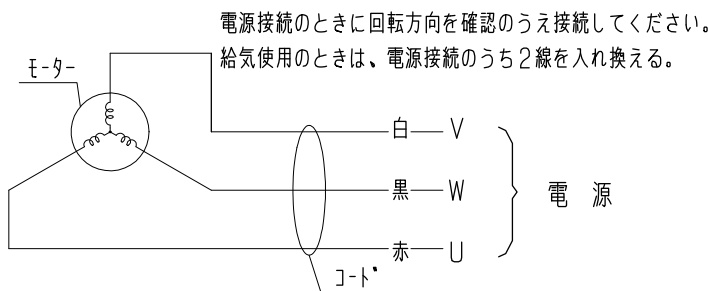 電源接続のときに回転方向を確認のうえ接続してください。
給気使用のときは、電源接続のうち2線を入れ換える。
モーター
白 V
黒 W
電 源
赤 U
コード